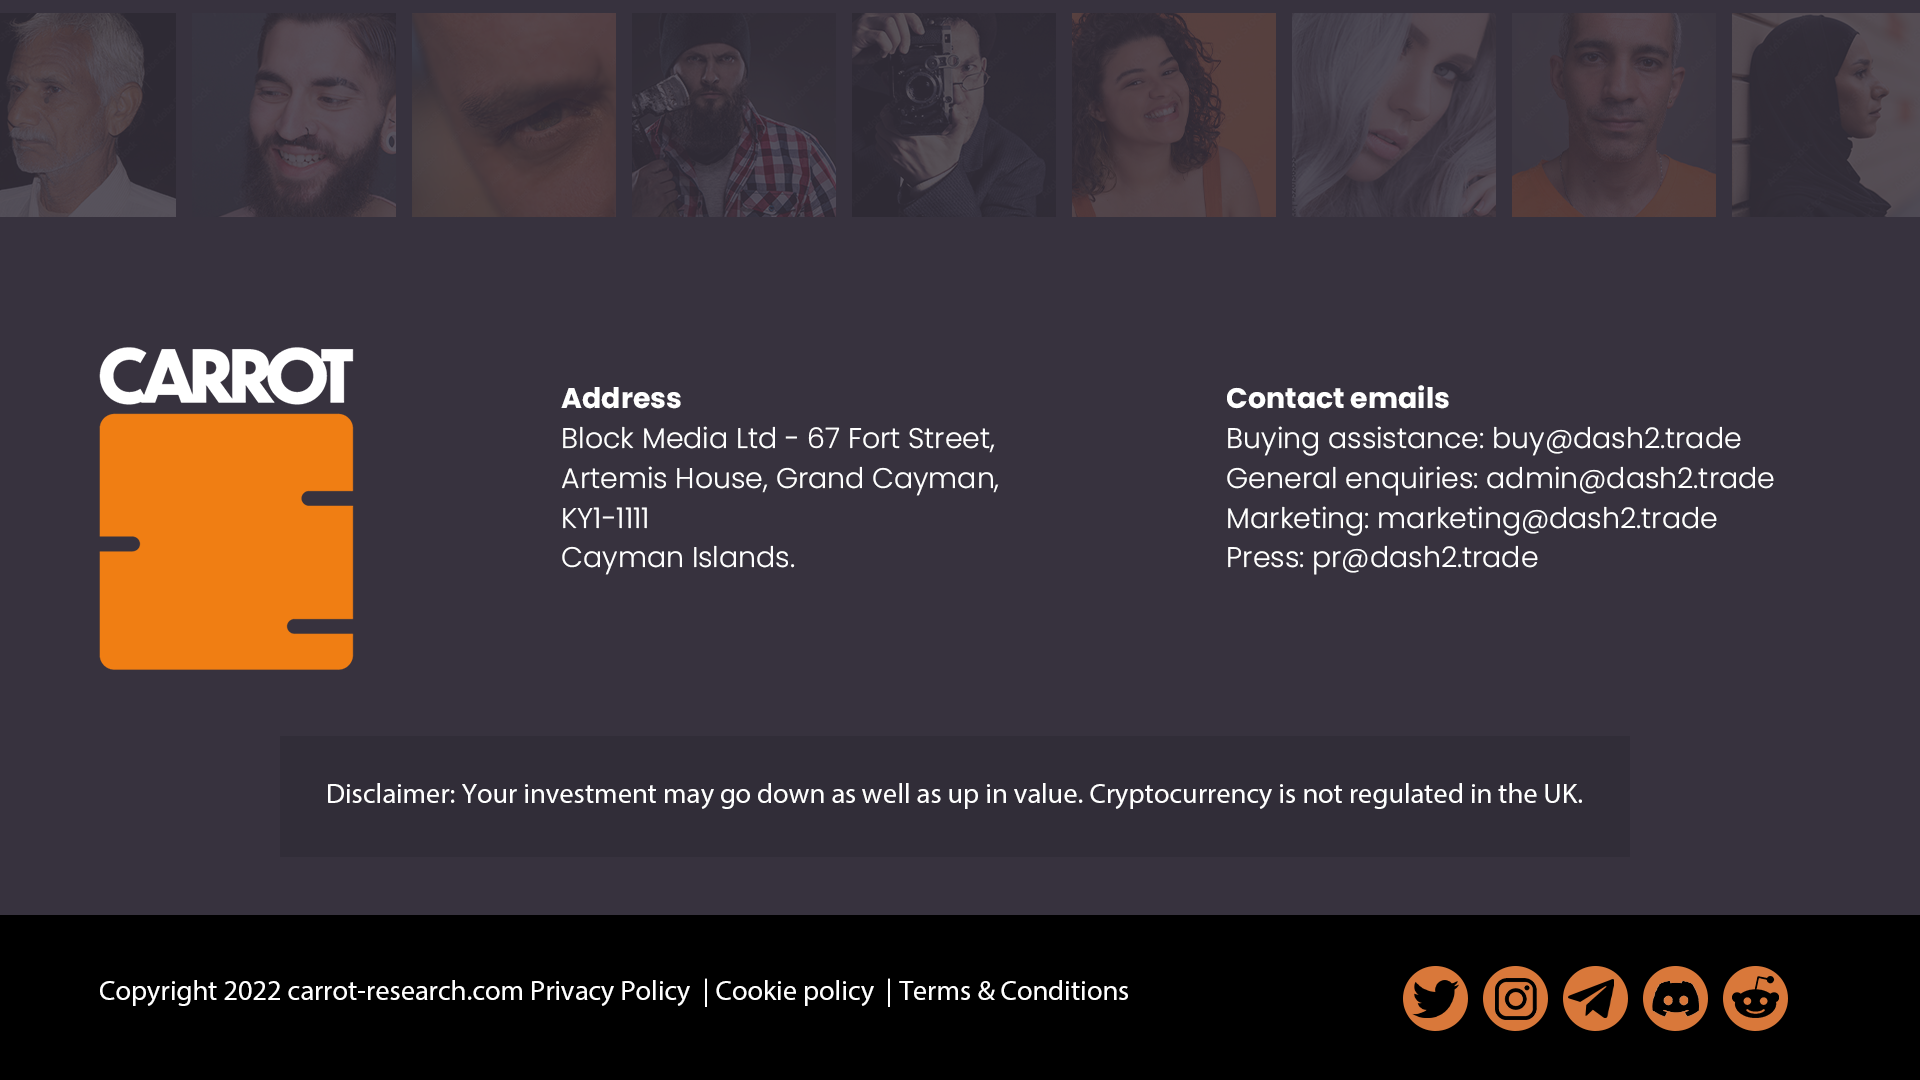 CARROT
Address
Block Media Ltd - 67 Fort Street,
Artemis House, Grand Cayman,
KY1-1111
Cayman Islands.
Contact emails
Buying assistance: buy@dash2.trade
General enquiries: admin@dash2.trade
Marketing: marketing@dash2.trade
Press: pr@dash2.trade
Disclaimer: Your investment may go down as well as up in value. Cryptocurrency is not regulated in the UK.
Copyright 2022 carrot-research.com Privacy Policy | Cookie policy | Terms & Conditions